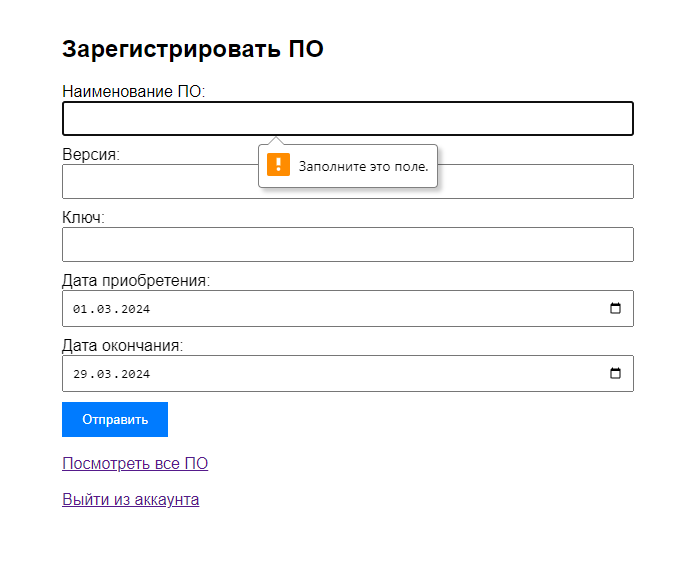 Зарегистрировать ПО
Наименование ПО:
Версия:
Заполните это поле.
Ключ:
Дата приобретения:
01.03.2024
Дата окончания:
29.03.2024
Отправить
Посмотреть все ПО
Выйти из аккаунта